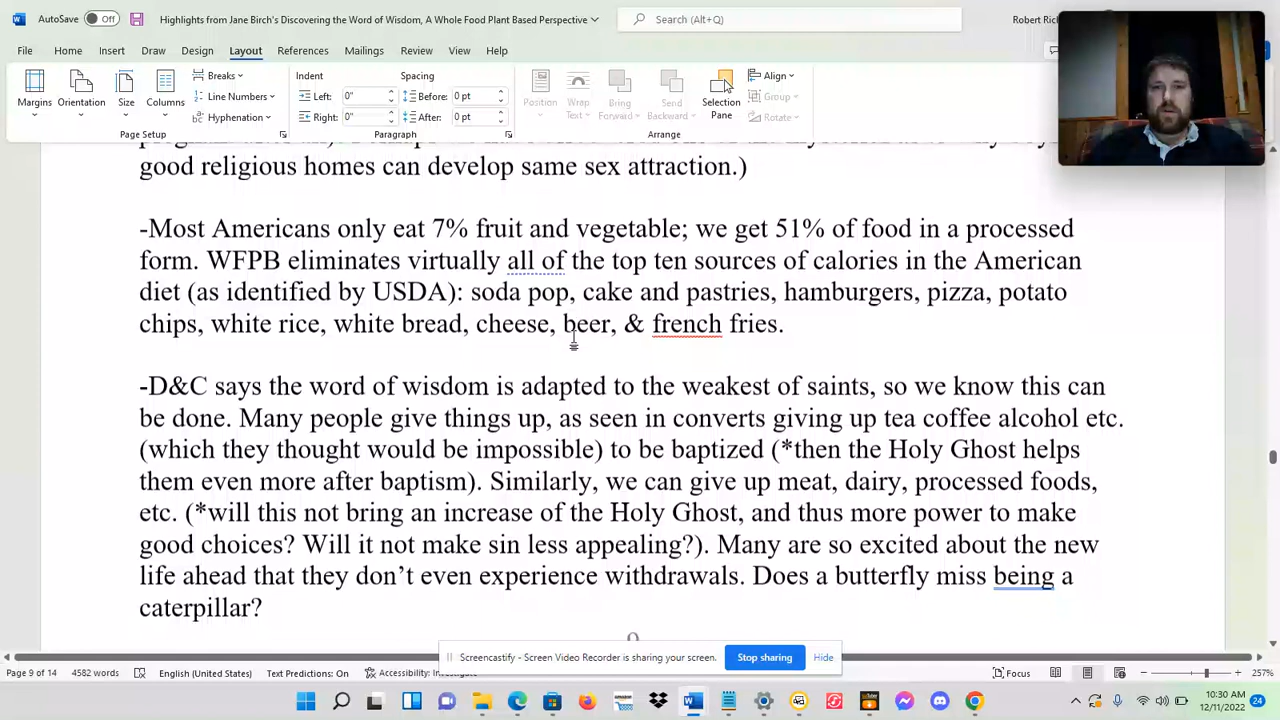 AutoSave Off
Highlights from Jane Birch's Discovering the Word of Wisdom, A Whole Food Plant Based Perspective
Search (Alt+Q)
Robert
File Home Insert Draw Design Layout References Mailings Review View Help
Margins Orientation Size Columns
Breaks
Line Numbers
Hyphenation
Page Setup
Indent Spacing
Left: 0" Before: 0 pt
Right: 0" After: 0 pt
Paragraph
Position Wrap Text Bring Forward Send Backward Selection Pane
Align
Group
Rotate
Arrange
good religious homes can develop same sex attraction.)
-Most Americans only eat 7% fruit and vegetable; we get 51% of food in a processed
form. WFPB eliminates virtually all of the top ten sources of calories in the American
diet (as identified by USDA): soda pop, cake and pastries, hamburgers, pizza, potato
chips, white rice, white bread, cheese, beer, & french fries.
-D&C says the word of wisdom is adapted to the weakest of saints, so we know this can
be done. Many people give things up, as seen in converts giving up tea coffee alcohol etc.
(which they thought would be impossible) to be baptized (*then the Holy Ghost helps
them even more after baptism). Similarly, we can give up meat, dairy, processed foods,
etc. (*will this not bring an increase of the Holy Ghost, and thus more power to make
good choices? Will it not make sin less appealing?). Many are so excited about the new
life ahead that they don't even experience withdrawals. Does a butterfly miss being a
caterpillar?
Screencastify - Screen Video Recorder is sharing your screen. Stop sharing Hide
Page 9 of 14 4582 words English (United States) Text Predictions: On Accessibility: Focus 257%
10:30 AM
12/11/2022 24